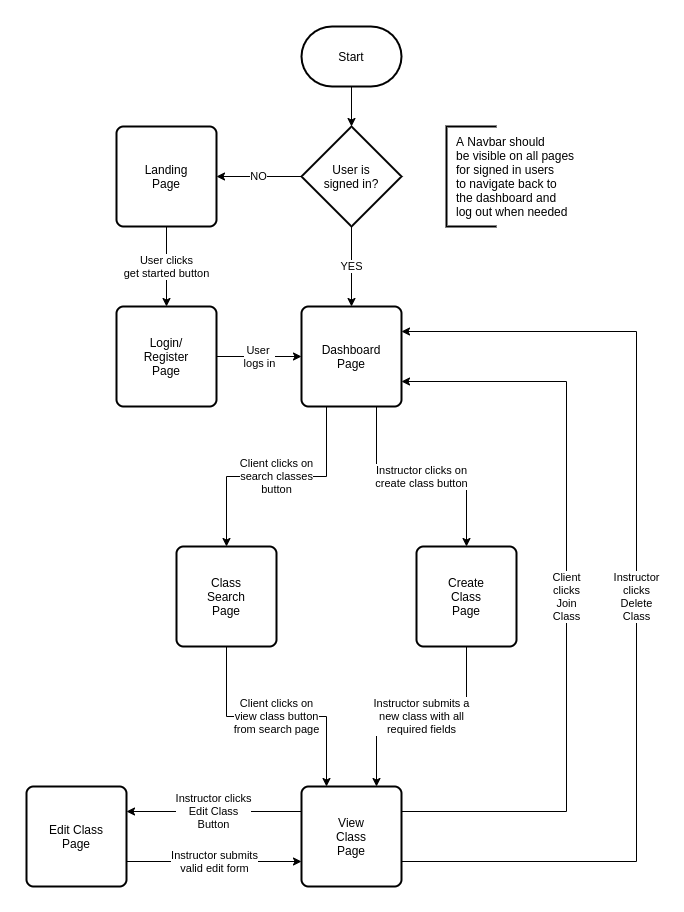 Start
Landing
Page
NO
User is
signed in?
A Navbar should
be visible on all pages
for signed in users
to navigate back to
the dashboard and
log out when needed
User clicks
get started button
YES
Login/
Register
Page
User
logs in
Dashboard
Page
Client clicks on
search classes
button
Instructor clicks on
create class button
Class
Search
Page
Create
Class
Page
Client
clicks
Join
Class
Instructor
clicks
Delete
Class
Client clicks on
view class button
from search page
Instructor submits a
new class with all
required fields
Edit Class
Page
Instructor clicks
Edit Class
Button
Instructor submits
valid edit form
View
Class
Page